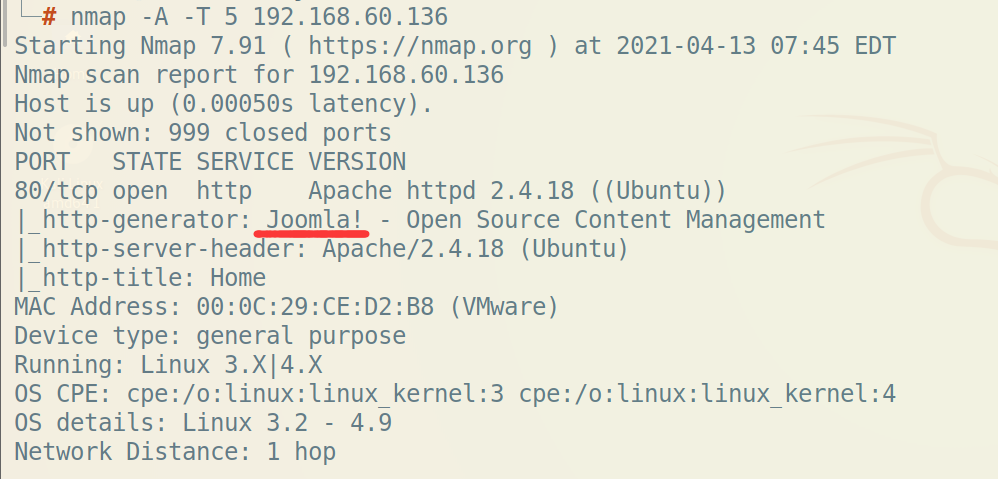 └─# nmap -A -T 5 192.168.60.136
Starting Nmap 7.91 ( https://nmap.org ) at 2021-04-13 07:45 EDT
Nmap scan report for 192.168.60.136
Host is up (0.00050s latency).
Not shown: 999 closed ports
PORT   STATE SERVICE VERSION
80/tcp open  http    Apache httpd 2.4.18 ((Ubuntu))
|_http-generator: Joomla! - Open Source Content Management
|_http-server-header: Apache/2.4.18 (Ubuntu)
|_http-title: Home
MAC Address: 00:0C:29:CE:D2:B8 (VMware)
Device type: general purpose
Running: Linux 3.X|4.X
OS CPE: cpe:/o:linux:linux_kernel:3 cpe:/o:linux:linux_kernel:4
OS details: Linux 3.2 - 4.9
Network Distance: 1 hop